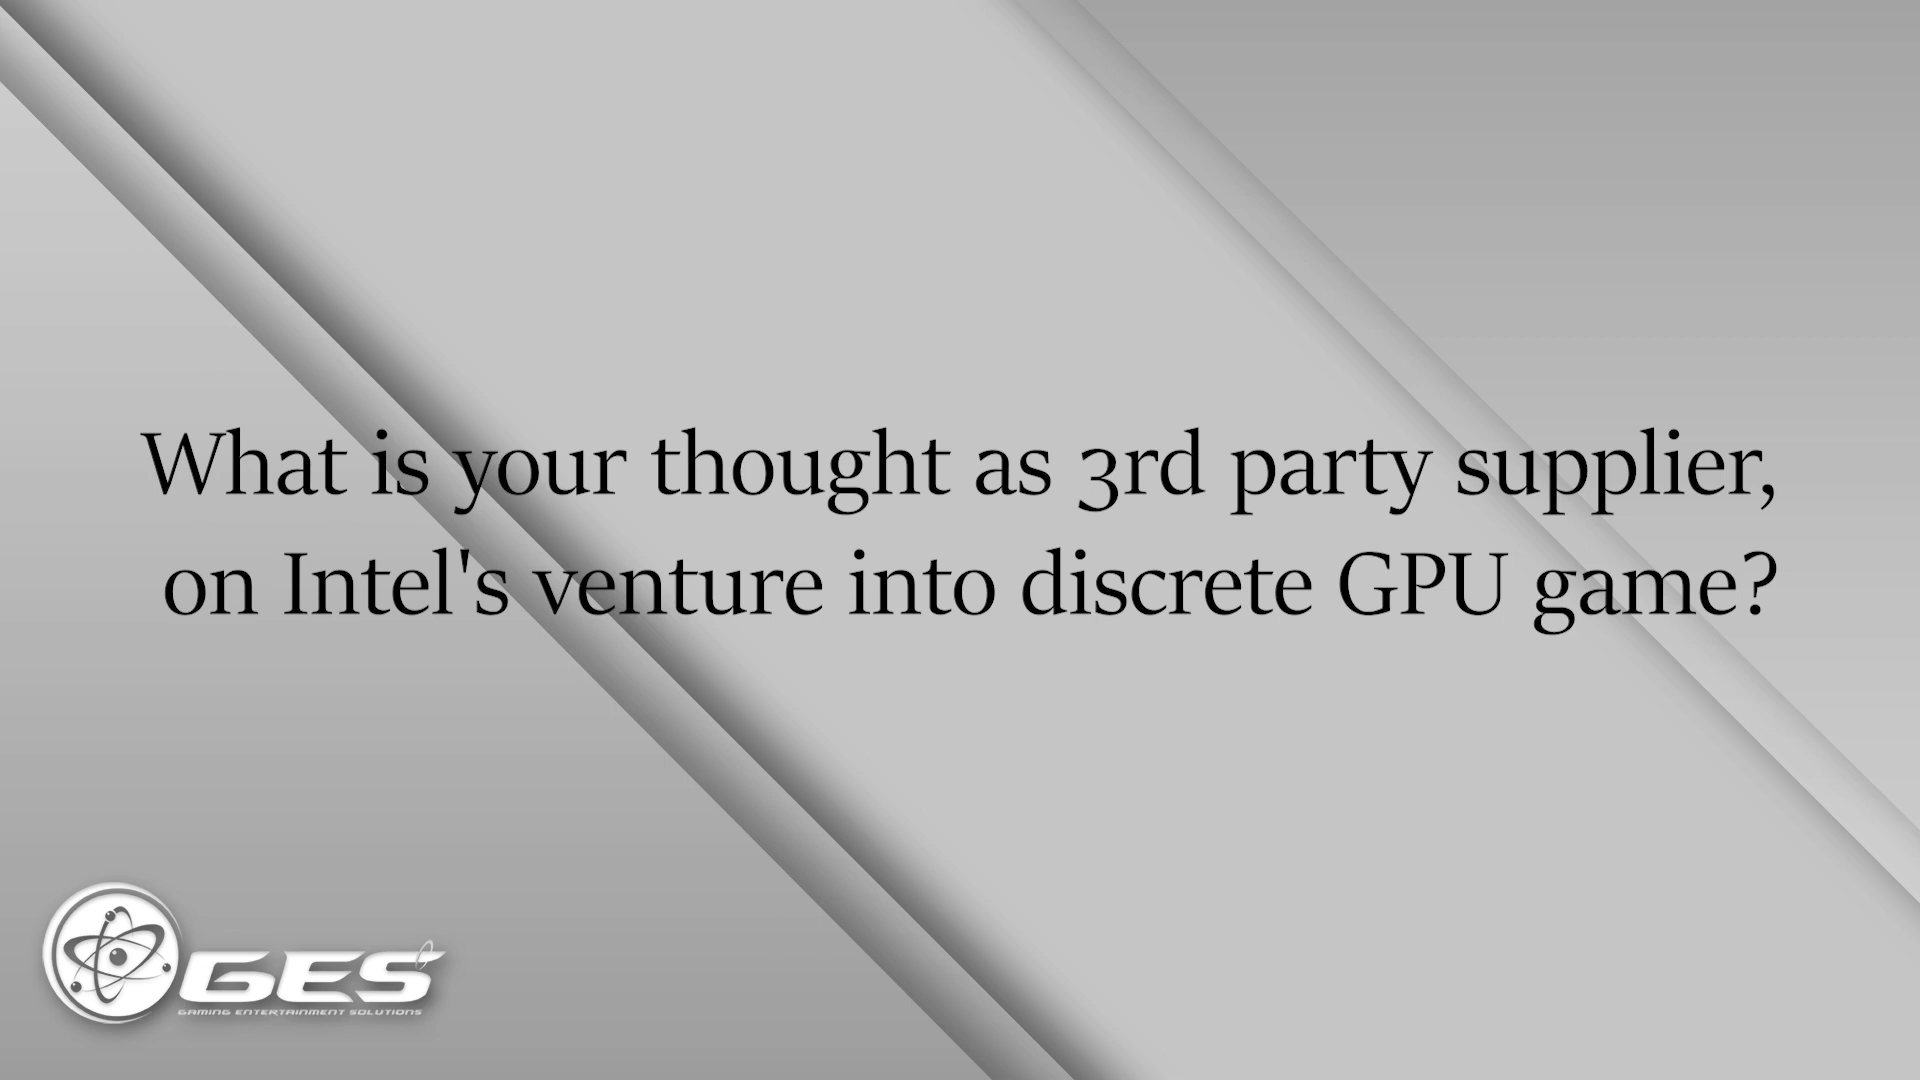 What is your thought as 3rd party supplier,
on Intel's venture into discrete GPU game?
GES
GAMING ENTERTAINMENT SOLUTIONS